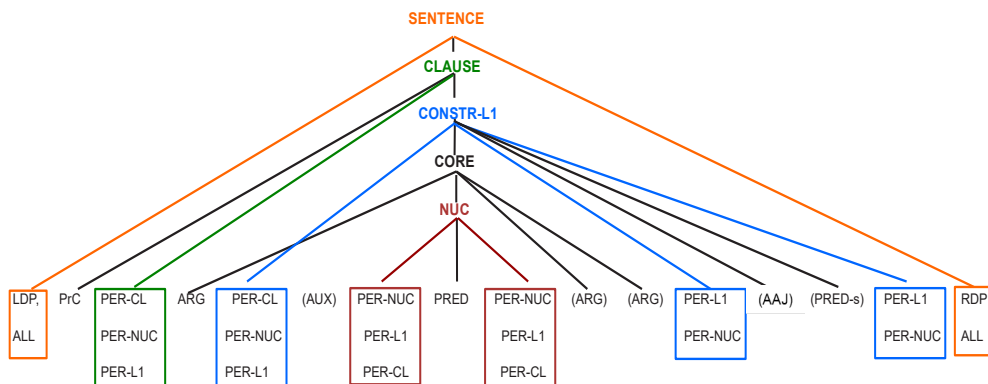 SENTENCE
CLAUSE
CONSTR-L1
CORE
NUC
LDP, PrC PER-CL ARG PER-CL (AUX) PER-NUC PRED PER-NUC (ARG) (ARG) PER-L1 (AAJ) (PRED-s) PER-L1 RDP
ALL PER-NUC PER-NUC PER-L1 PER-L1 PER-NUC PER-NUC ALL
PER-L1 PER-L1 PER-CL PER-CL